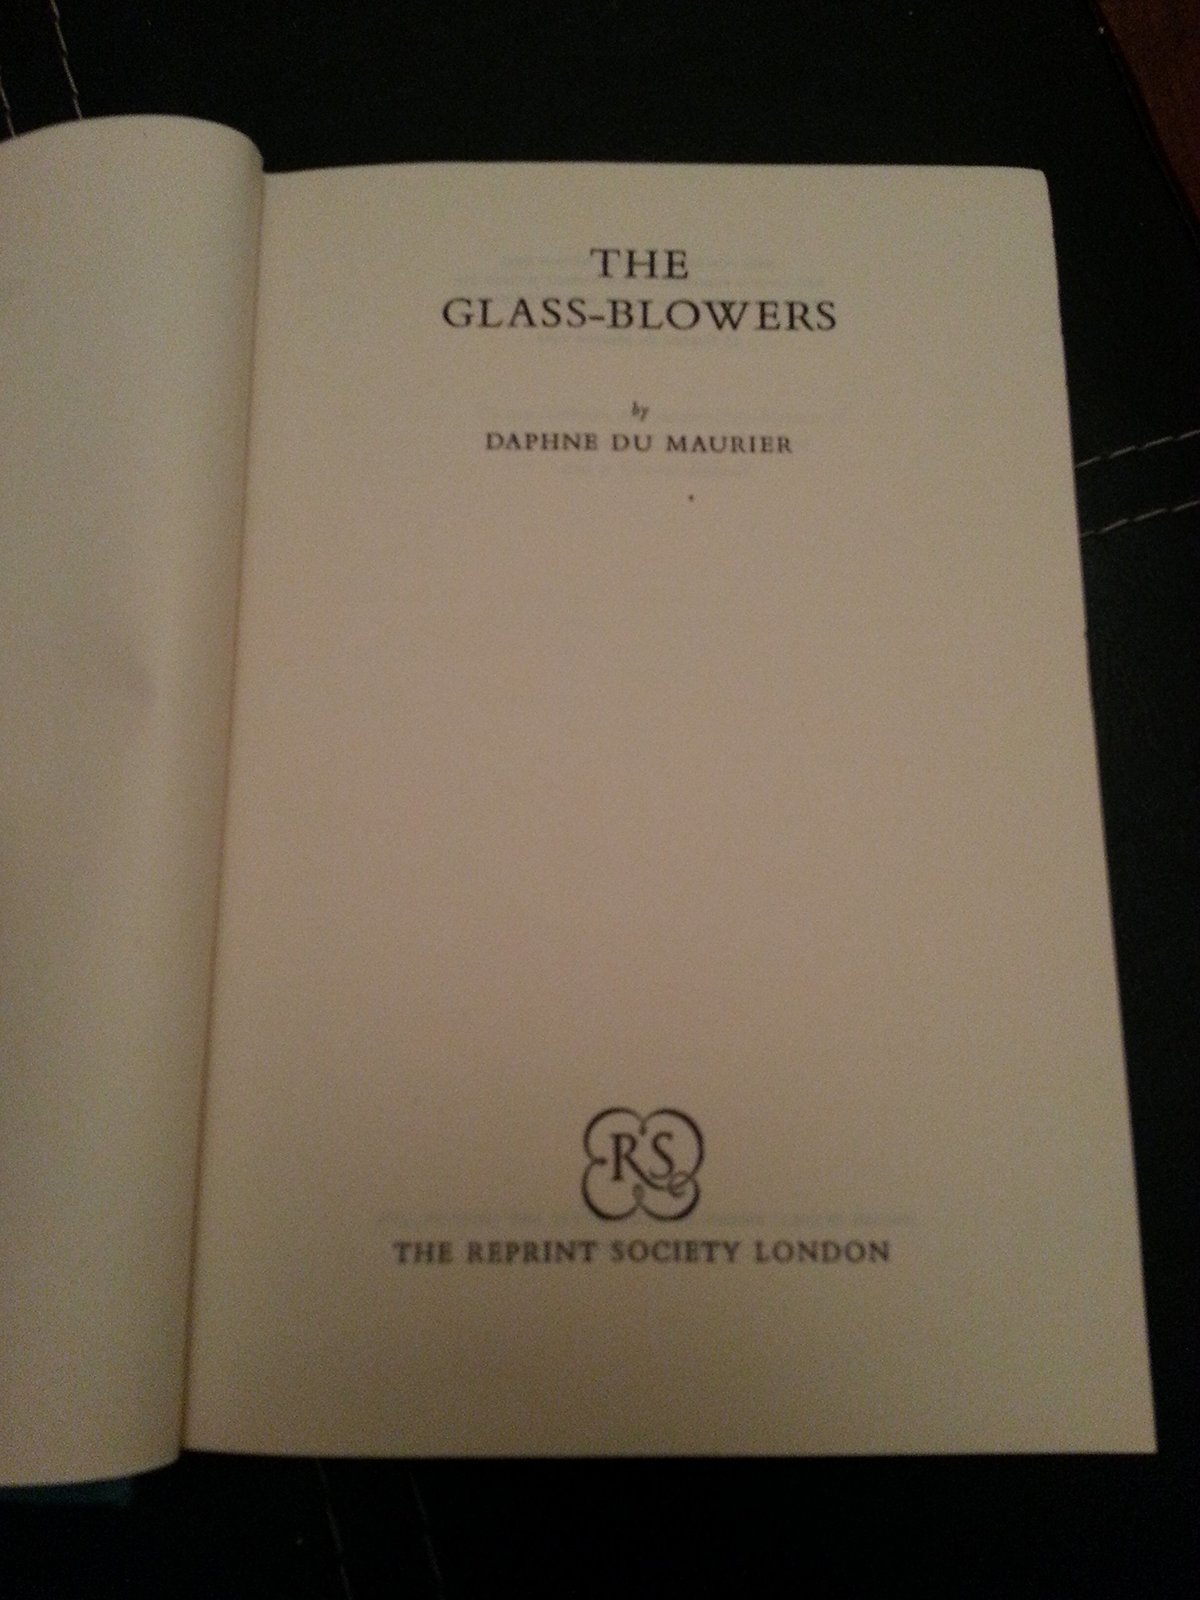 THE
GLASS-BLOWERS
by
DAPHNE DU MAURIER
RS
THE REPRINT SOCIETY LONDON